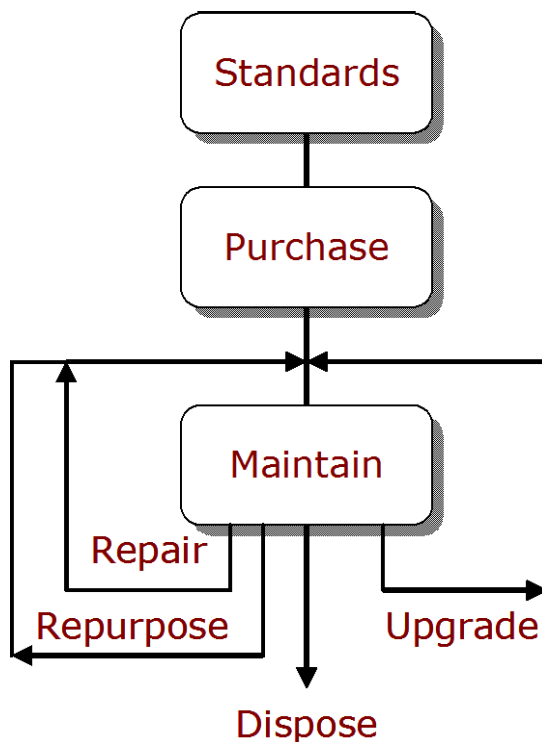 Standards
Purchase
Maintain
Repair
Repurpose
Upgrade
Dispose